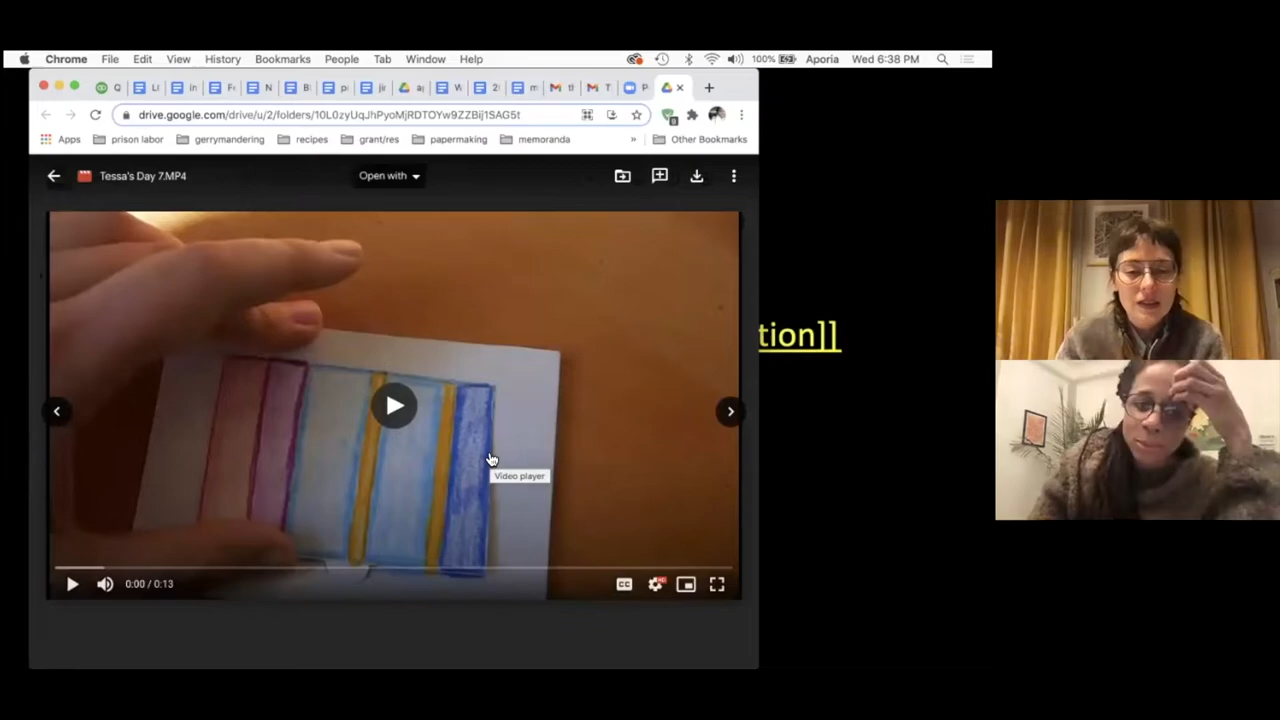 Chrome File Edit View History Bookmarks People Tab Window Help 100% Aporia Wed 6:38 PM
drive.google.com/drive/u/2/folders/10L0zyUqJhPyoMjRDTOYw9ZZBij1SAG5t
Apps prison labor gerrymandering recipes grant/res papermaking memoranda » Other Bookmarks
Tessa's Day 7.MP4 Open with
tion]]
Video player
0:00 / 0:13 CC